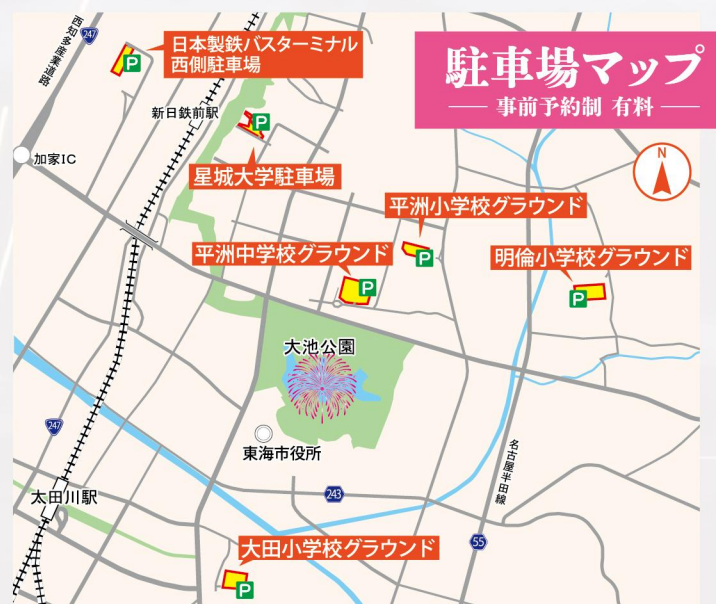 駐車場マップ
事前予約制 有料
247
西知多産業道路
日本製鉄バスターミナル
西側駐車場
P
新日鉄前駅
P
加家IC
星城大学駐車場
N
平洲小学校グラウンド
P
平洲中学校グラウンド
P
明倫小学校グラウンド
P
大池公園
247
東海市役所
名古屋半田線
太田川駅
243
55
大田小学校グラウンド
P